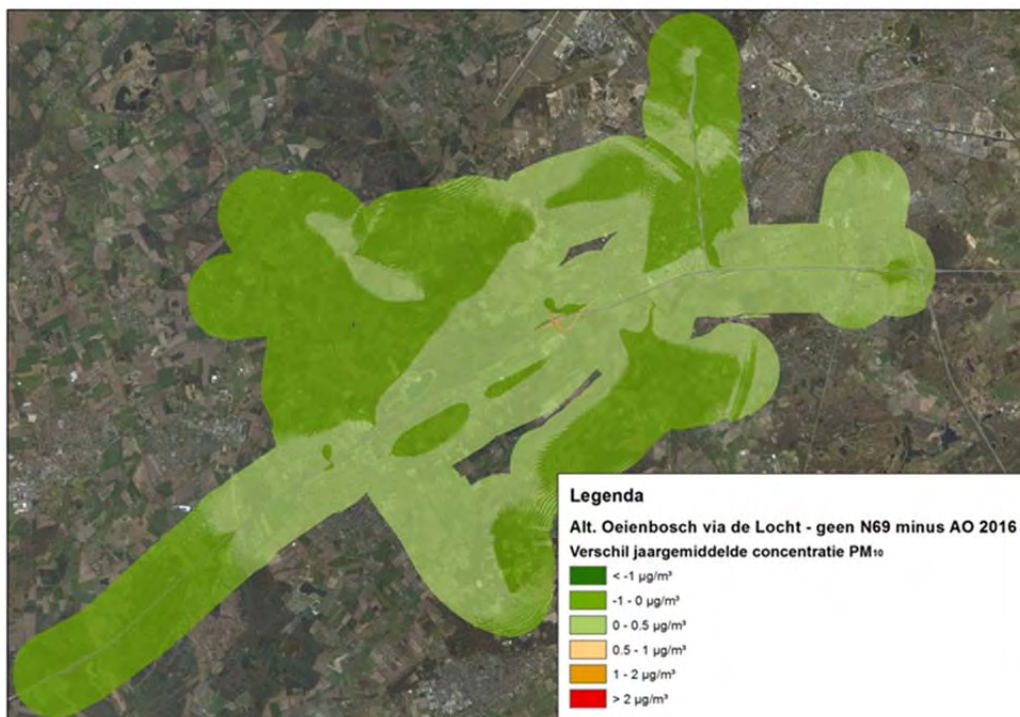 Legenda
Alt. Oeienbosch via de Locht - geen N69 minus AO 2016
Verschil jaargemiddelde concentratie PM₁₀
< -1 µg/m³
-1 - 0 µg/m³
0 - 0.5 µg/m³
0.5 - 1 µg/m³
1 - 2 µg/m³
> 2 µg/m³